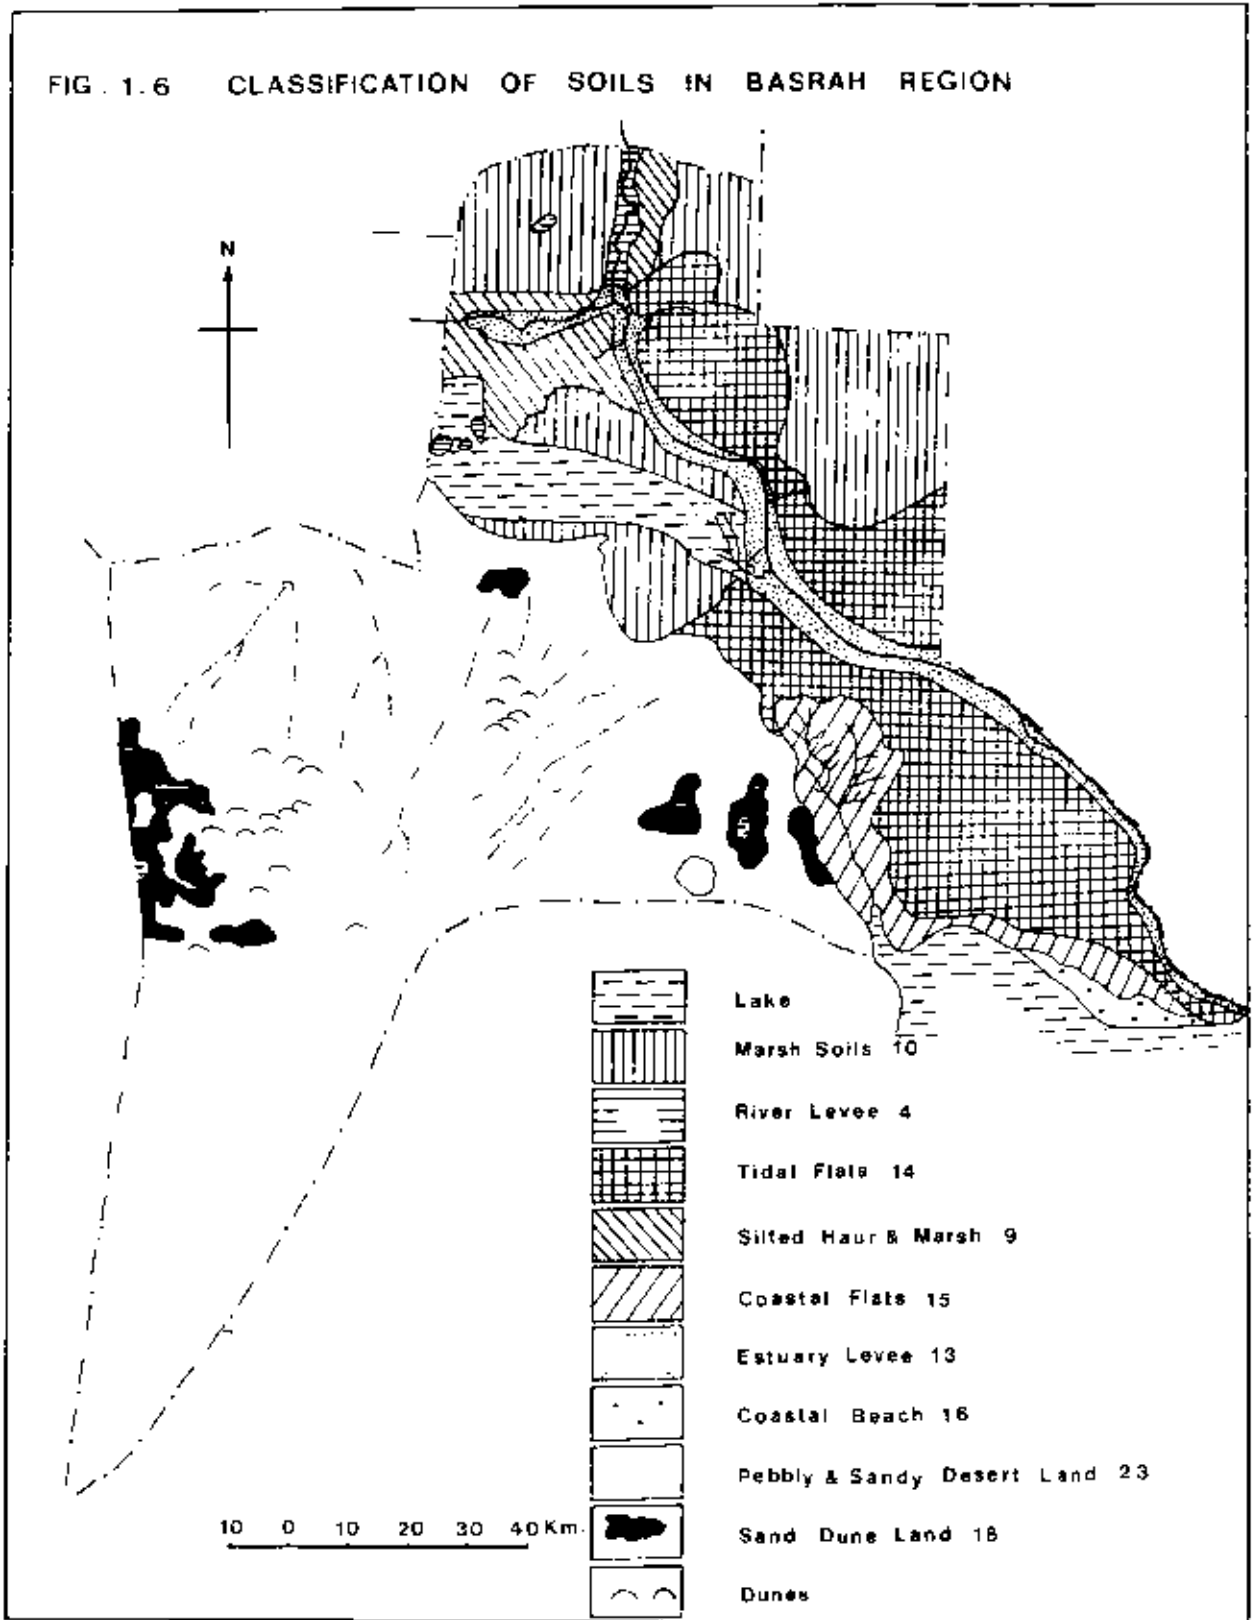 FIG. 1.6 CLASSIFICATION OF SOILS IN BASRAH REGION
N
Lake
Marsh Soils 10
River Levee 4
Tidal Flats 14
Silted Haur & Marsh 9
Coastal Flats 15
Estuary Levee 13
Coastal Beach 16
Pebbly & Sandy Desert Land 23
10 0 10 20 30 40 Km.
Sand Dune Land 18
Dunes